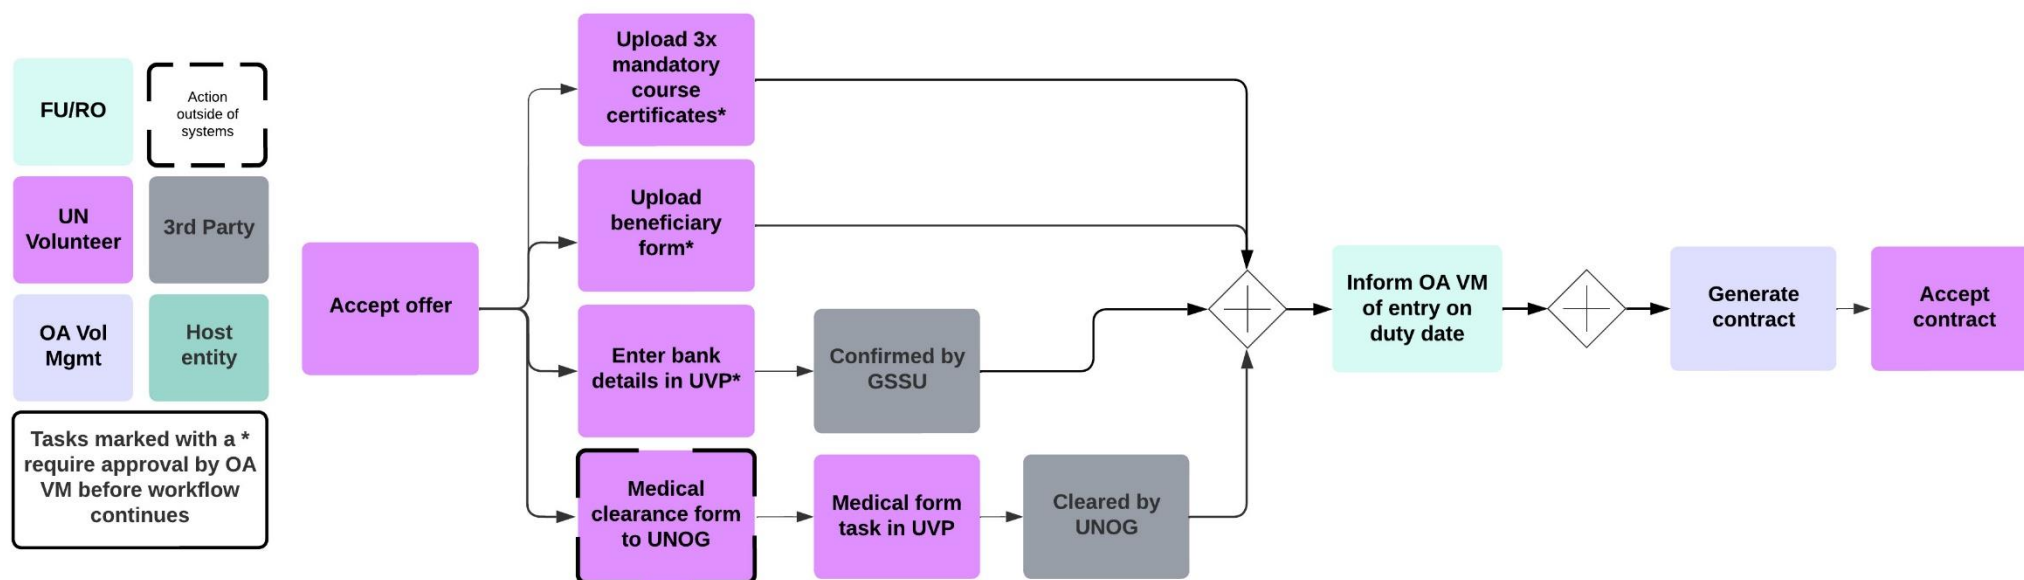 FU/RO
Action
outside of
systems
UN
Volunteer
3rd Party
OA Vol
Mgmt
Host
entity
Tasks marked with a *
require approval by OA
VM before workflow
continues
Accept offer
Upload 3x
mandatory
course
certificates*
Upload
beneficiary
form*
Enter bank
details in UVP*
Confirmed by
GSSU
Medical
clearance form
to UNOG
Medical form
task in UVP
Cleared by
UNOG
Inform OA VM
of entry on
duty date
Generate
contract
Accept
contract